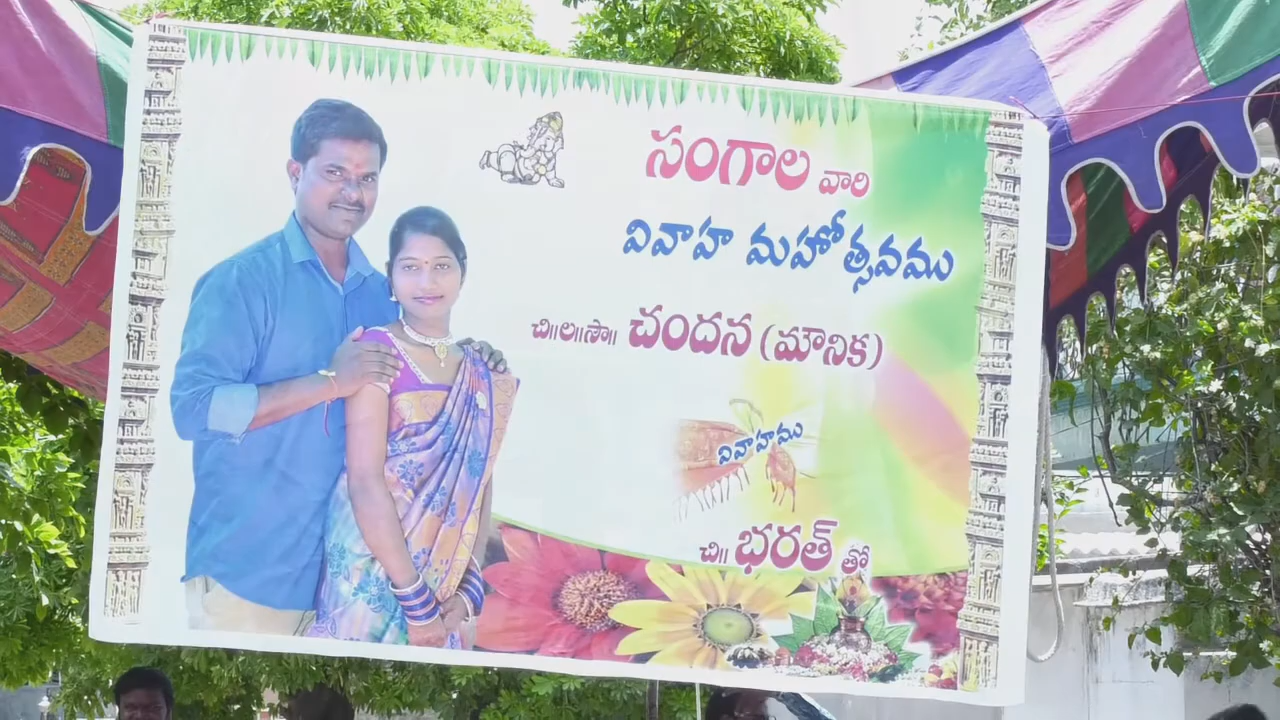 సంగాల వారి
వివాహ మహోత్సవము
చి॥ల॥సౌ॥ చందన (మౌనిక)
వివాహము
చి॥ భరత్ తో